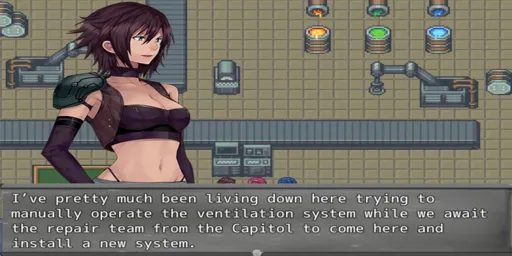 I've pretty much been living down here trying to
manually operate the ventilation system while we await
the repair team from the Capitol to come here and
install a new system.